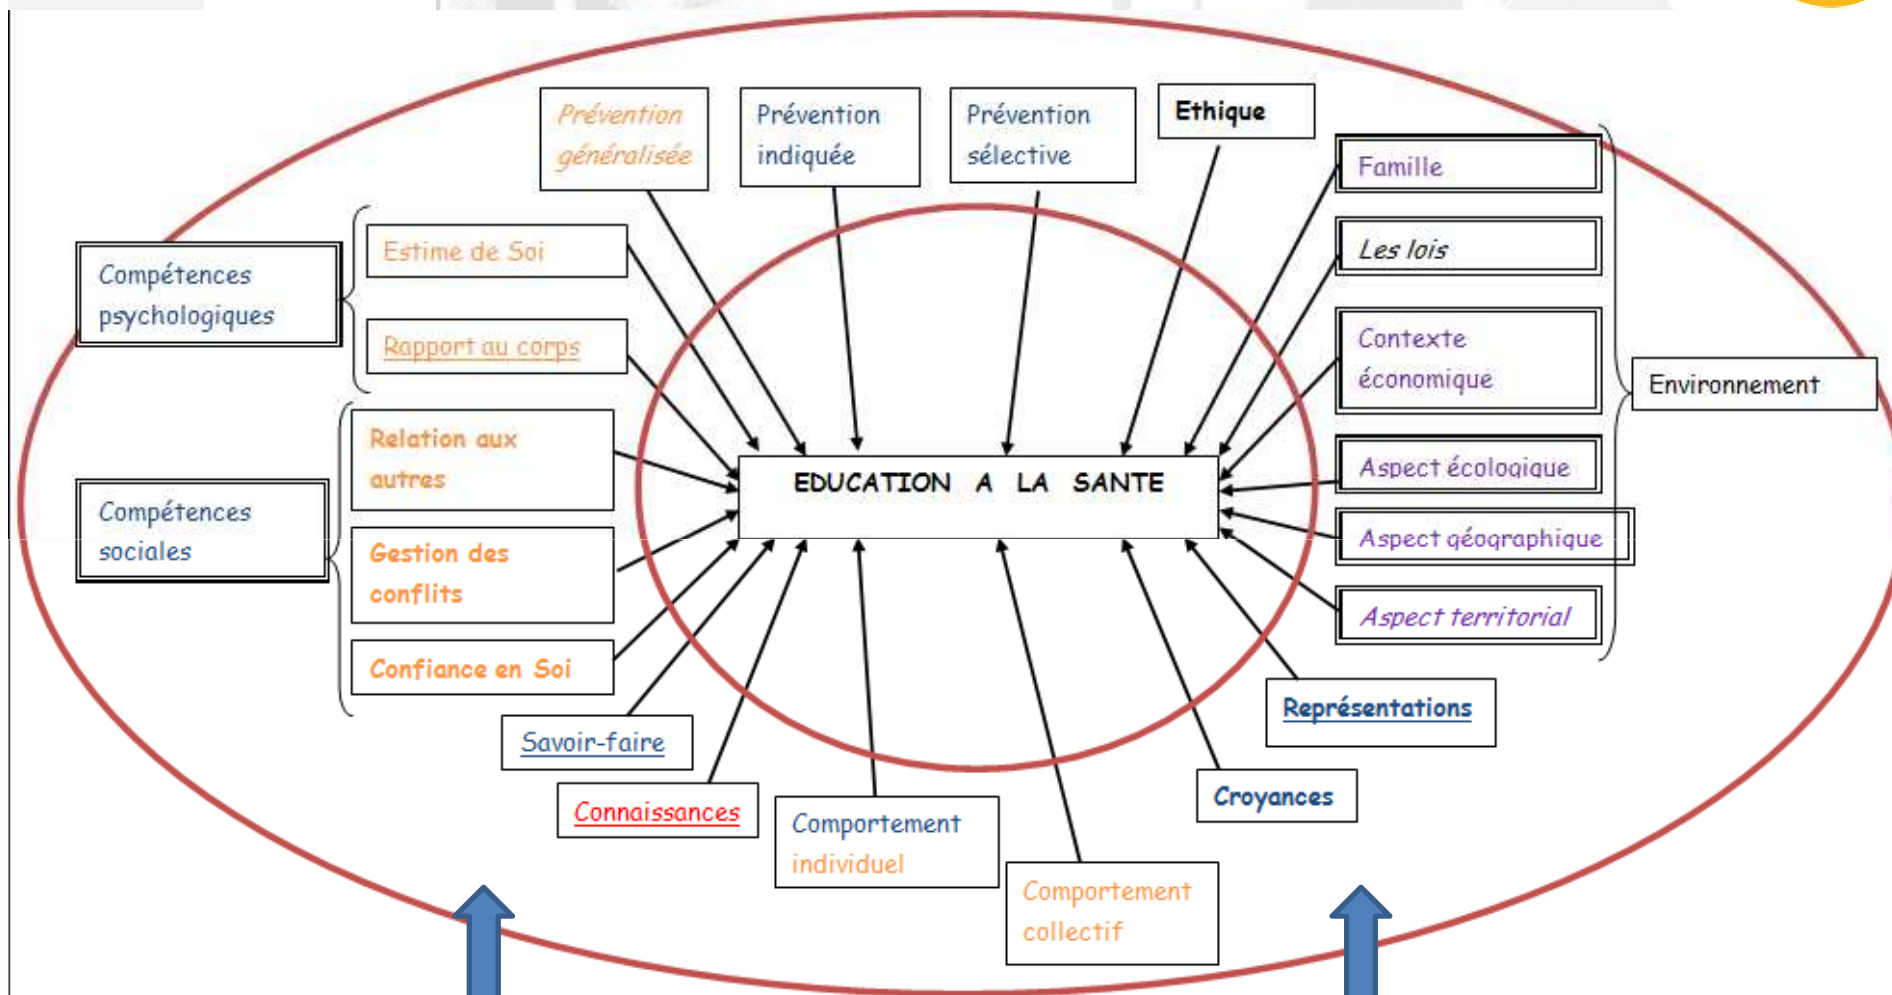 Prévention
généralisée
Prévention
indiquée
Prévention
sélective
Ethique
Compétences
psychologiques
Estime de Soi
Rapport au corps
Compétences
sociales
Relation aux
autres
Gestion des
conflits
Confiance en Soi
EDUCATION A LA SANTE
Famille
Les lois
Contexte
économique
Aspect écologique
Aspect géographique
Aspect territorial
Environnement
Savoir-faire
Connaissances
Comportement
individuel
Comportement
collectif
Croyances
Représentations